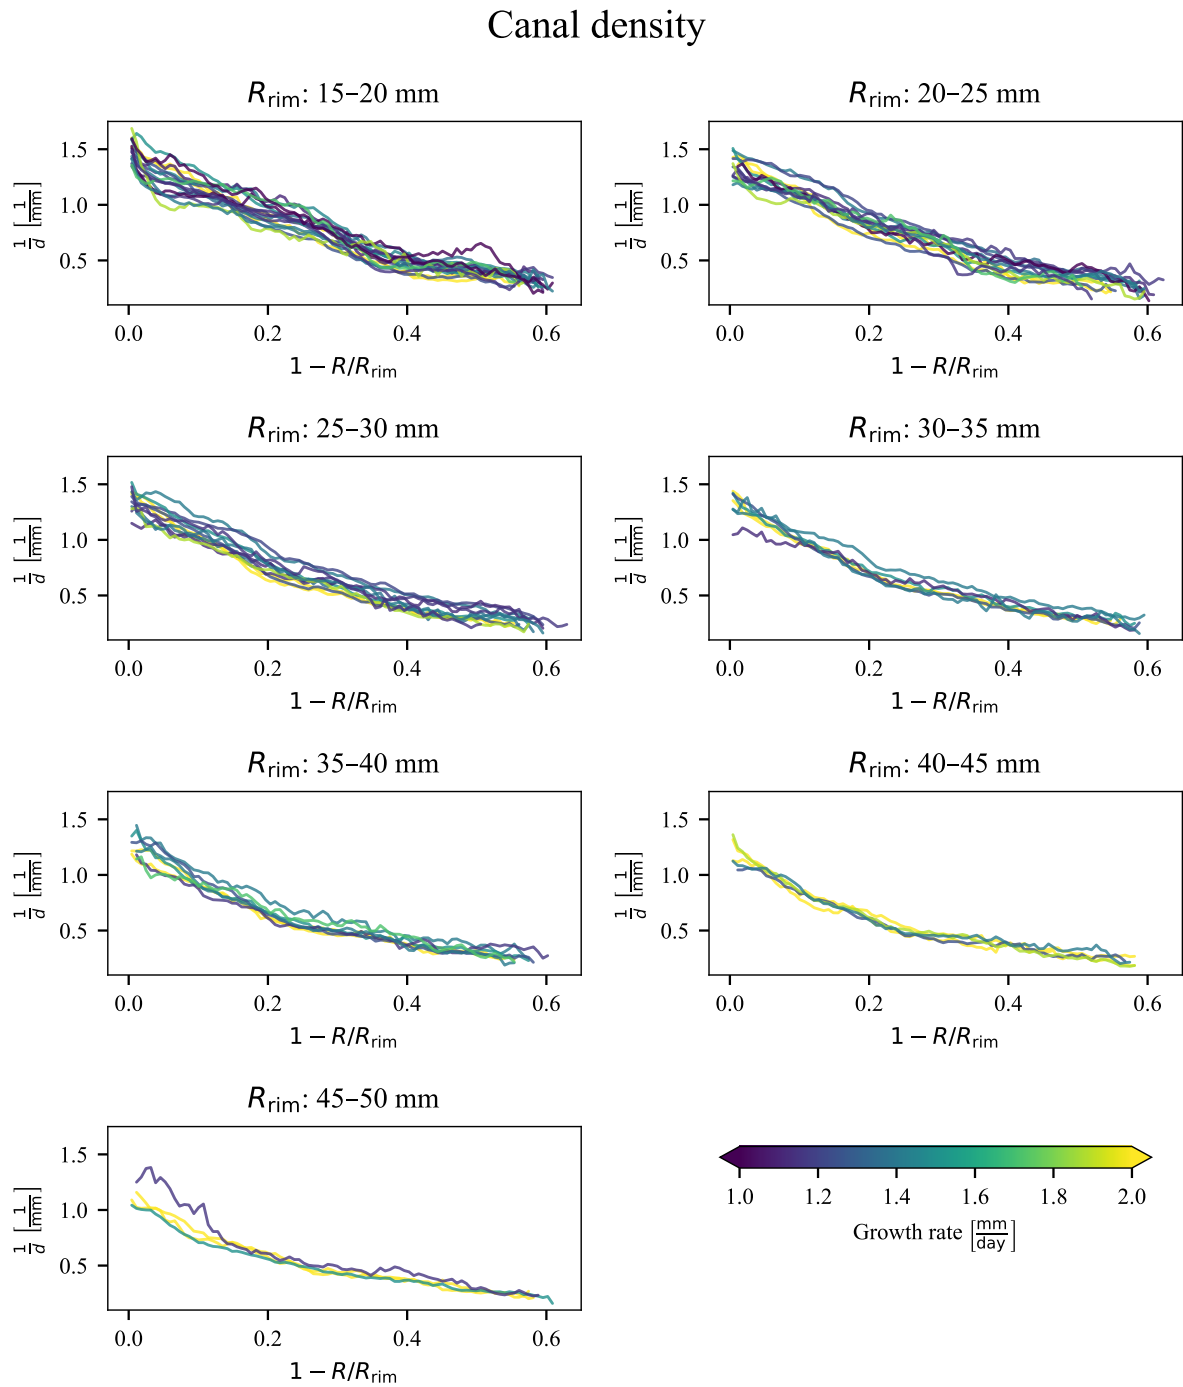 Canal density
R_rim: 15–20 mm
R_rim: 20–25 mm
1/d [1/mm]
1.5
1.0
0.5
0.0 0.2 0.4 0.6
1 − R/R_rim
1/d [1/mm]
1.5
1.0
0.5
0.0 0.2 0.4 0.6
1 − R/R_rim
R_rim: 25–30 mm
R_rim: 30–35 mm
1/d [1/mm]
1.5
1.0
0.5
0.0 0.2 0.4 0.6
1 − R/R_rim
1/d [1/mm]
1.5
1.0
0.5
0.0 0.2 0.4 0.6
1 − R/R_rim
R_rim: 35–40 mm
R_rim: 40–45 mm
1/d [1/mm]
1.5
1.0
0.5
0.0 0.2 0.4 0.6
1 − R/R_rim
1/d [1/mm]
1.5
1.0
0.5
0.0 0.2 0.4 0.6
1 − R/R_rim
R_rim: 45–50 mm
1/d [1/mm]
1.5
1.0
0.5
0.0 0.2 0.4 0.6
1 − R/R_rim
1.0 1.2 1.4 1.6 1.8 2.0
Growth rate [mm/day]